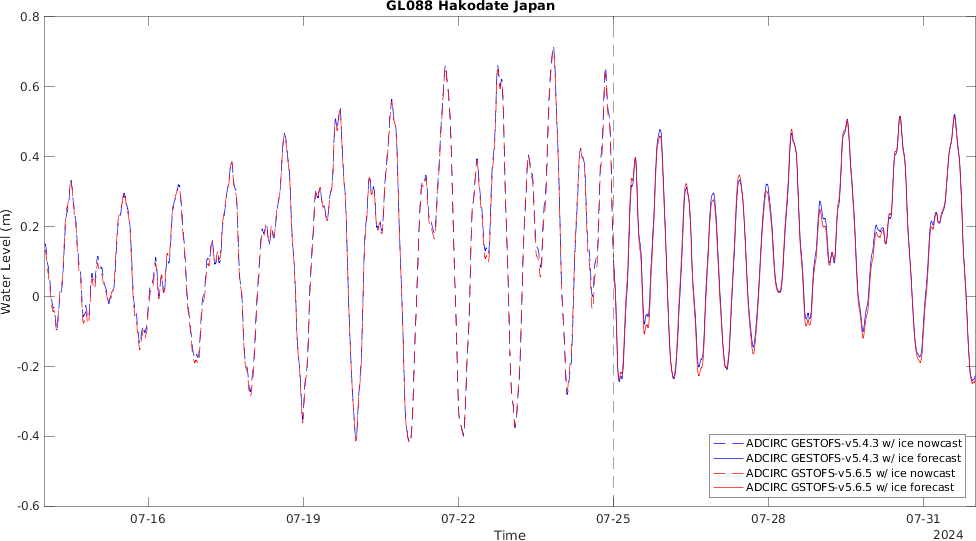 GL088 Hakodate Japan
0.8
0.6
0.4
0.2
0
-0.2
-0.4
-0.6
Water Level (m)
ADCIRC GESTOFS-v5.4.3 w/ ice nowcast
ADCIRC GESTOFS-v5.4.3 w/ ice forecast
ADCIRC GSTOFS-v5.6.5 w/ ice nowcast
ADCIRC GSTOFS-v5.6.5 w/ ice forecast
07-16 07-19 07-22 07-25 07-28 07-31
Time
2024